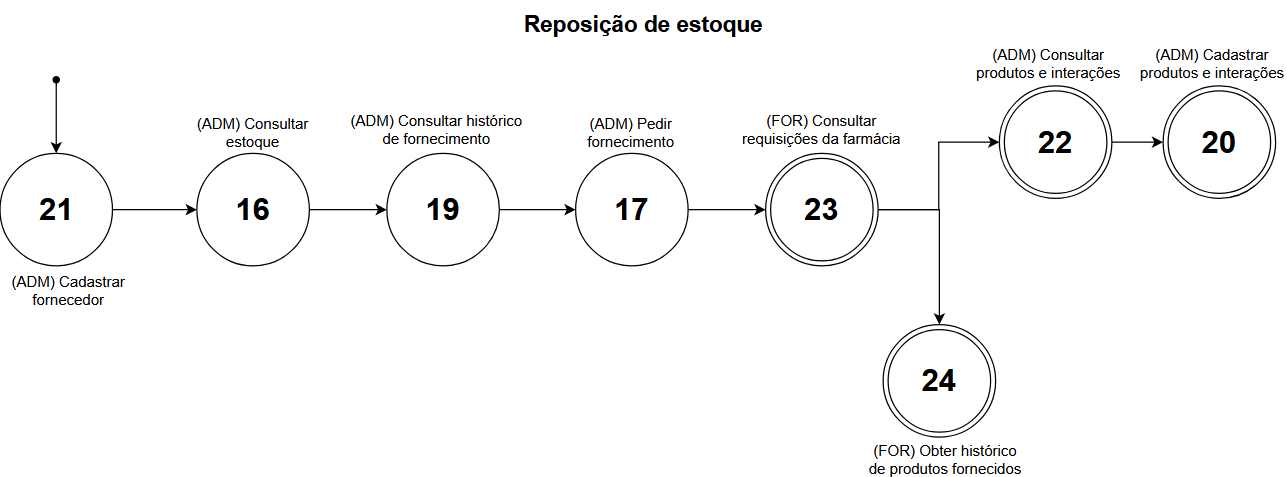 Reposição de estoque
21
(ADM) Cadastrar
fornecedor
(ADM) Consultar
estoque
16
(ADM) Consultar histórico
de fornecimento
19
(ADM) Pedir
fornecimento
17
(FOR) Consultar
requisições da farmácia
23
(ADM) Consultar
produtos e interações
22
(ADM) Cadastrar
produtos e interações
20
24
(FOR) Obter histórico
de produtos fornecidos